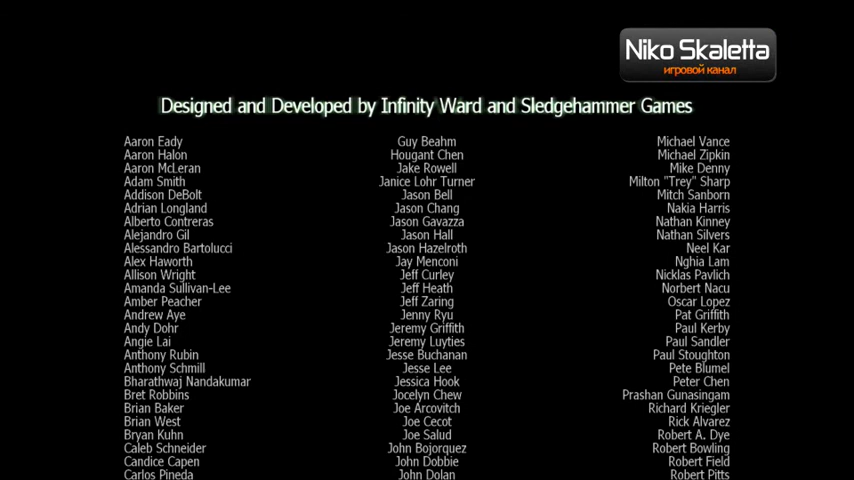 Niko Skaletta
игровой канал
Designed and Developed by Infinity Ward and Sledgehammer Games
Aaron Eady Guy Beahm Michael Vance
Aaron Halon Hougant Chen Michael Zipkin
Aaron McLeran Jake Rowell Mike Denny
Adam Smith Janice Lohr Turner Milton "Trey" Sharp
Addison DeBolt Jason Bell Mitch Sanborn
Adrian Longland Jason Chang Nakia Harris
Alberto Contreras Jason Gavazza Nathan Kinney
Alejandro Gil Jason Hall Nathan Silvers
Alessandro Bartolucci Jason Hazelroth Neel Kar
Alex Haworth Jay Menconi Nghia Lam
Allison Wright Jeff Curley Nicklas Pavlich
Amanda Sullivan-Lee Jeff Heath Norbert Nacu
Amber Peacher Jeff Zaring Oscar Lopez
Andrew Aye Jenny Ryu Pat Griffith
Andy Dohr Jeremy Griffith Paul Kerby
Angie Lai Jeremy Luyties Paul Sandler
Anthony Rubin Jesse Buchanan Paul Stoughton
Anthony Schmill Jesse Lee Pete Blumel
Bharathwaj Nandakumar Jessica Hook Peter Chen
Bret Robbins Jocelyn Chew Prashan Gunasingam
Brian Baker Joe Arcovitch Richard Kriegler
Brian West Joe Cecot Rick Alvarez
Bryan Kuhn Joe Salud Robert A. Dye
Caleb Schneider John Bojorquez Robert Bowling
Candice Capen John Dobbie Robert Field
Carlos Pineda John Dolan Robert Pitts